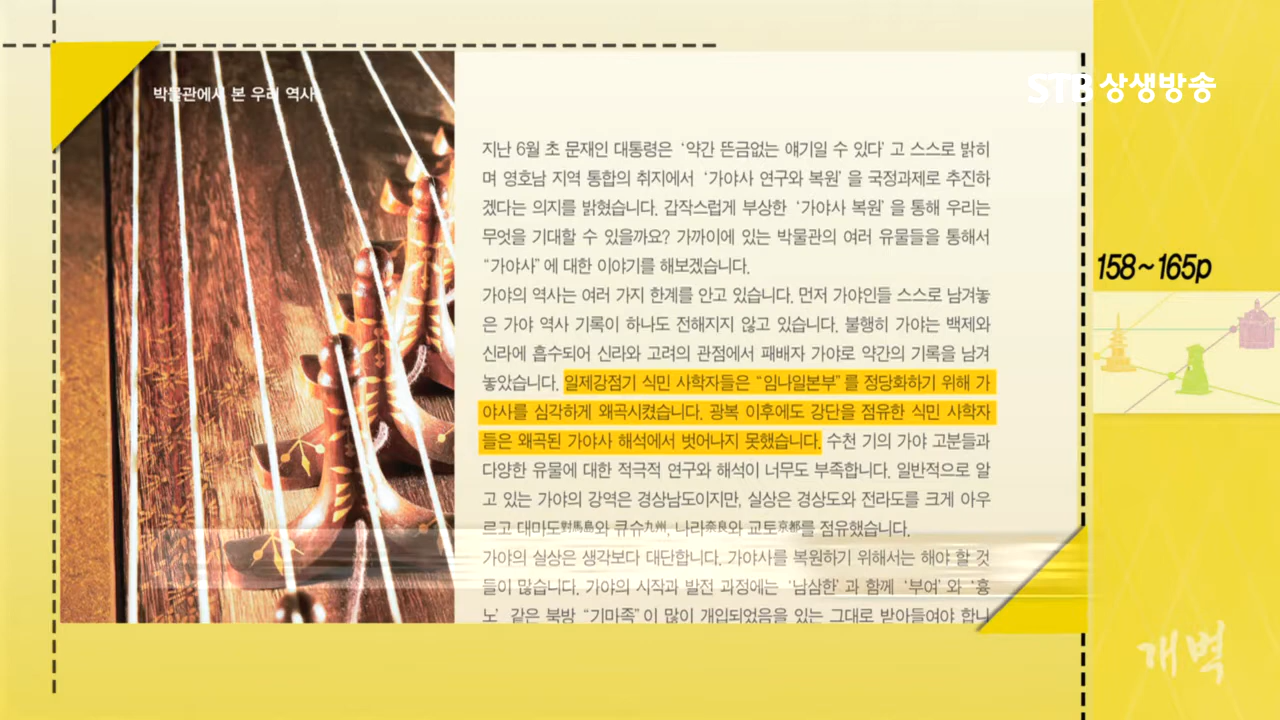 STB 상생방송
박물관에서 본 우리 역사
지난 6월 초 문재인 대통령은 ‘약간 뜬금없는 얘기일 수 있다’ 고 스스로 밝히
며 영호남 지역 통합의 취지에서 ‘가야사 연구와 복원’ 을 국정과제로 추진하
겠다는 의지를 밝혔습니다. 갑작스럽게 부상한 ‘가야사 복원’ 을 통해 우리는
무엇을 기대할 수 있을까요? 가까이에 있는 박물관의 여러 유물들을 통해서
“가야사” 에 대한 이야기를 해보겠습니다.
가야의 역사는 여러 가지 한계를 안고 있습니다. 먼저 가야인들 스스로 남겨놓
은 가야 역사 기록이 하나도 전해지지 않고 있습니다. 불행히 가야는 백제와
신라에 흡수되어 신라와 고려의 관점에서 패배자 가야로 약간의 기록을 남겨
놓았습니다. 일제강점기 식민 사학자들은 “임나일본부” 를 정당화하기 위해 가
야사를 심각하게 왜곡시켰습니다. 광복 이후에도 강단을 점유한 식민 사학자
들은 왜곡된 가야사 해석에서 벗어나지 못했습니다. 수천 기의 가야 고분들과
다양한 유물에 대한 적극적 연구와 해석이 너무도 부족합니다. 일반적으로 알
고 있는 가야의 강역은 경상남도이지만, 실상은 경상도와 전라도를 크게 아우
르고 대마도對馬島와 큐슈九州, 나라奈良와 교토京都를 점유했습니다.
가야의 실상은 생각보다 대단합니다. 가야사를 복원하기 위해서는 해야 할 것
들이 많습니다. 가야의 시작과 발전 과정에는 ‘남삼한’ 과 함께 ‘부여’ 와 ‘흉
노’ 같은 북방 “기마족” 이 많이 개입되었음을 있는 그대로 받아들여야 합니
158~165p
개벽